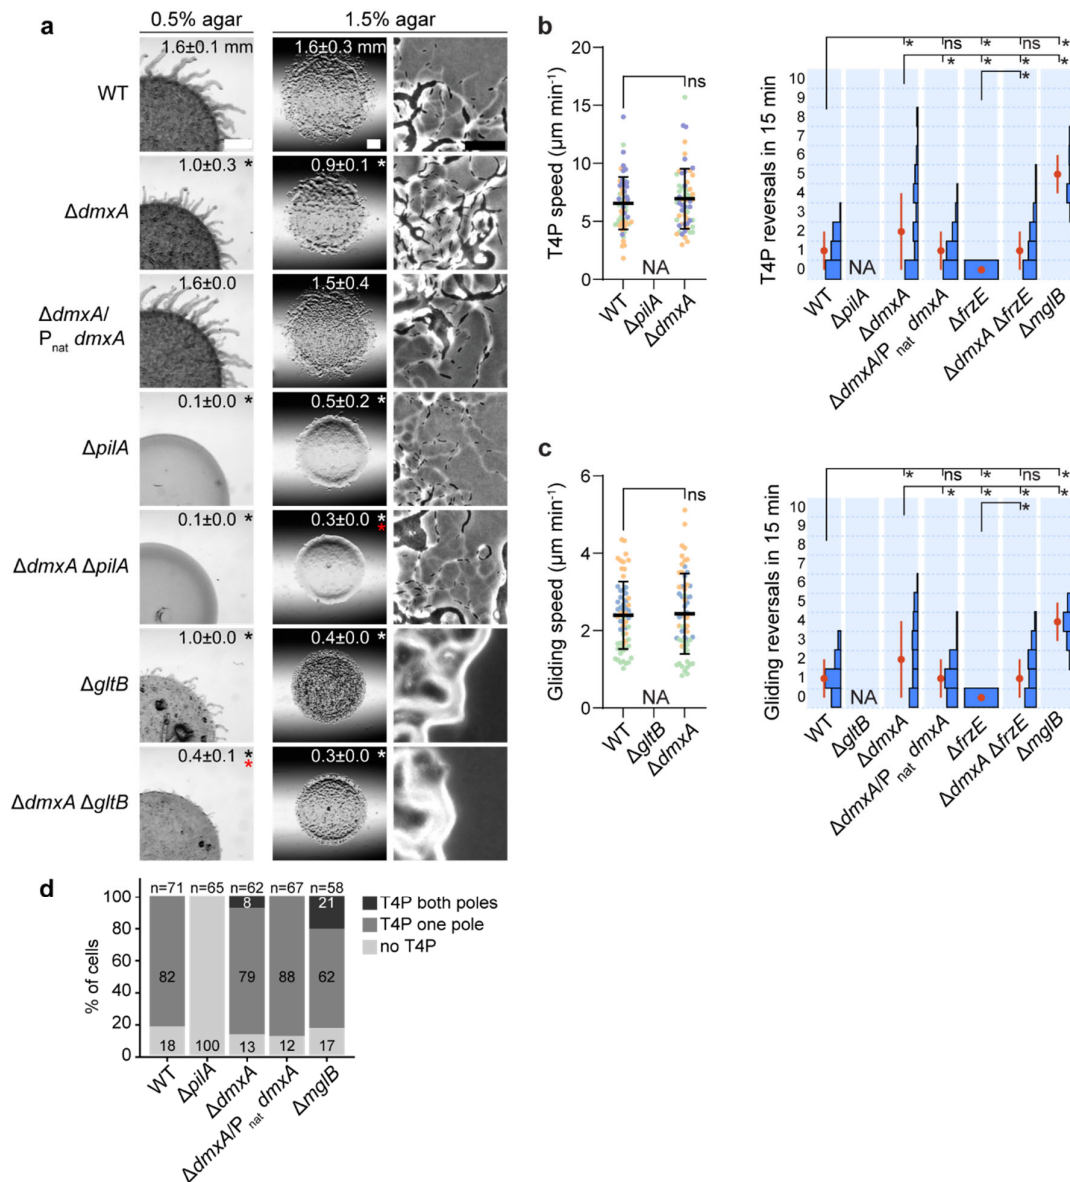 a
0.5% agar
1.5% agar
WT
1.6±0.1 mm
1.6±0.3 mm
ΔdmxA
1.0±0.3 *
0.9±0.1 *
ΔdmxA/
Pnat dmxA
1.6±0.0
1.5±0.4
ΔpilA
0.1±0.0 *
0.5±0.2 *
ΔdmxA ΔpilA
0.1±0.0 *
0.3±0.0 *
*
ΔgltB
1.0±0.0 *
0.4±0.0 *
ΔdmxA ΔgltB
0.4±0.1 *
*
0.3±0.0 *
b
T4P speed (µm min⁻¹)
20
15
10
5
0
ns
NA
WT
ΔpilA
ΔdmxA
T4P reversals in 15 min
10
9
8
7
6
5
4
3
2
1
0
* ns * ns *
* * * *
*
NA
WT
ΔpilA
ΔdmxA
ΔdmxA/Pnat dmxA
ΔfrzE
ΔdmxA ΔfrzE
ΔmglB
c
Gliding speed (µm min⁻¹)
6
4
2
0
ns
NA
WT
ΔgltB
ΔdmxA
Gliding reversals in 15 min
10
9
8
7
6
5
4
3
2
1
0
* ns * ns *
* * * *
*
NA
WT
ΔgltB
ΔdmxA
ΔdmxA/Pnat dmxA
ΔfrzE
ΔdmxA ΔfrzE
ΔmglB
d
% of cells
100
80
60
40
20
0
n=71 n=65 n=62 n=67 n=58
8 21
82 79 88 62
18 100 13 12 17
T4P both poles
T4P one pole
no T4P
WT
ΔpilA
ΔdmxA
ΔdmxA/Pnat dmxA
ΔmglB